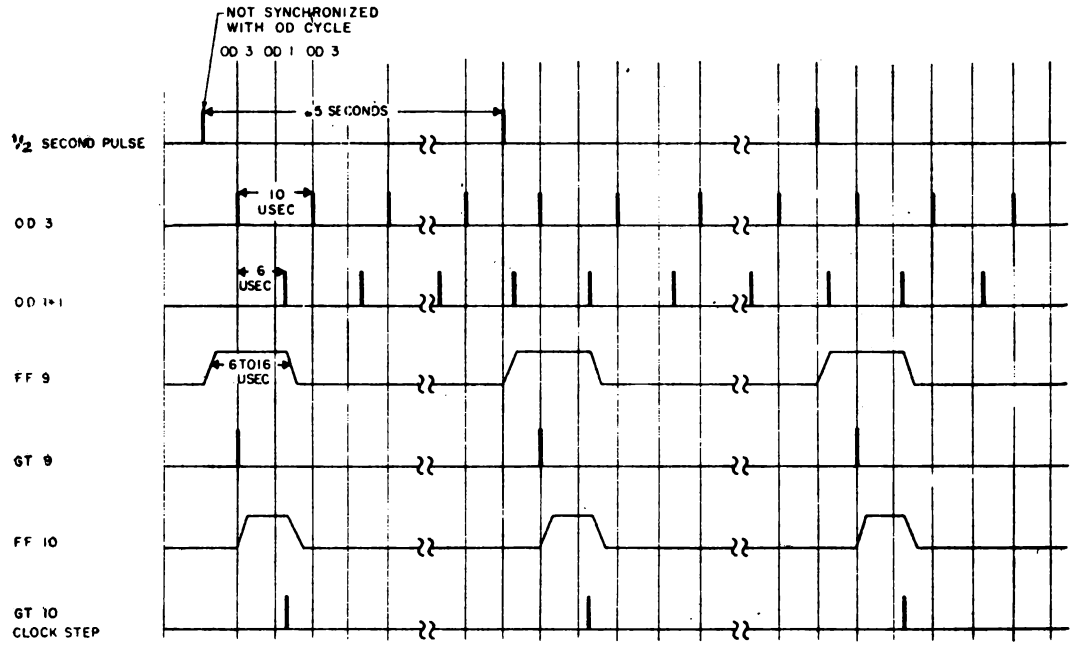 NOT SYNCHRONIZED
WITH OD CYCLE
OD 3 OD 1 OD 3
.5 SECONDS
1/2 SECOND PULSE
10
USEC
OD 3
6
USEC
OD 1+1
6 TO 16
USEC
FF 9
GT 9
FF 10
GT 10
CLOCK STEP